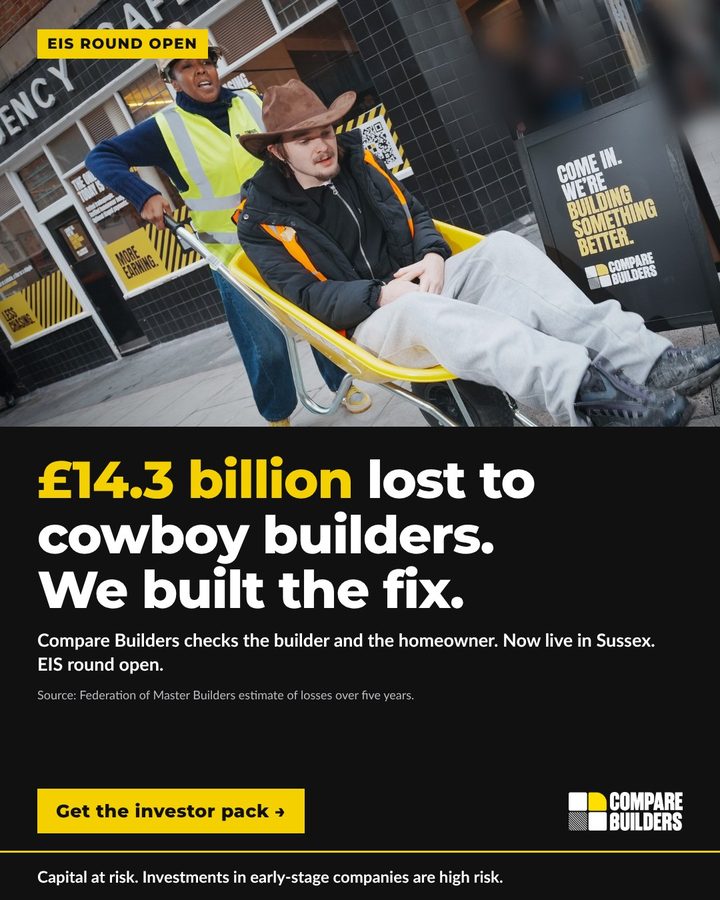 EIS ROUND OPEN
ENCY
MORE
EARNING.
LESS
CHASING.
COME IN.
WE'RE
BUILDING
SOMETHING
BETTER.
COMPARE
BUILDERS
£14.3 billion lost to
cowboy builders.
We built the fix.
Compare Builders checks the builder and the homeowner. Now live in Sussex.
EIS round open.
Source: Federation of Master Builders estimate of losses over five years.
Get the investor pack →
COMPARE
BUILDERS
Capital at risk. Investments in early-stage companies are high risk.